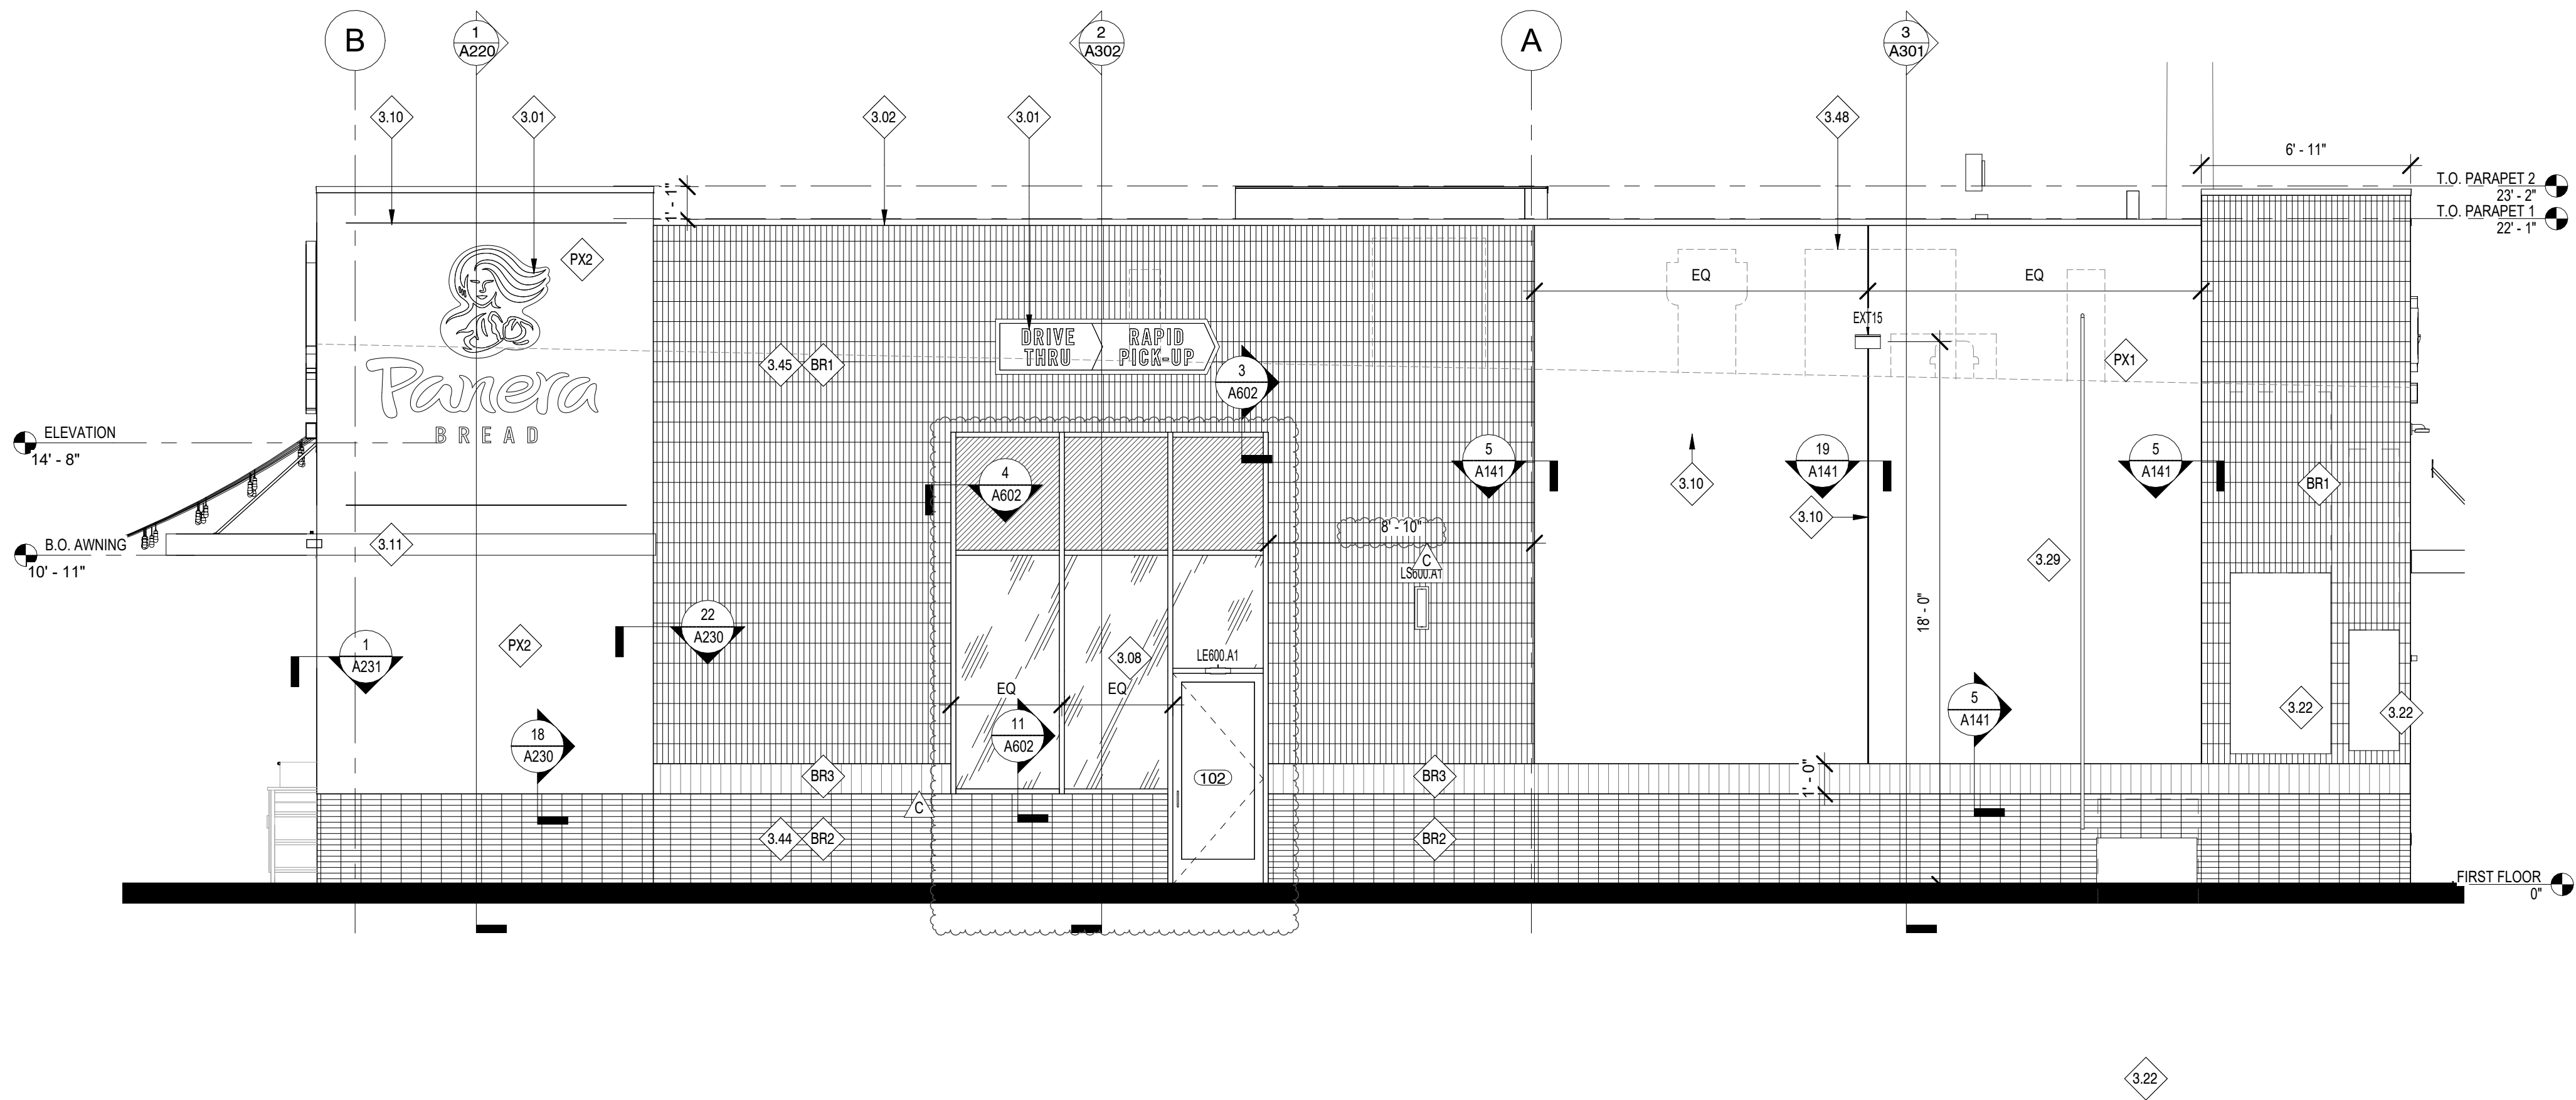 B
1
A220
2
A302
A
3
A301
3.10
3.01
3.02
3.01
3.48
6' - 11"
1' - 1"
T.O. PARAPET 2
23' - 2"
T.O. PARAPET 1
22' - 1"
PX2
EQ
EQ
EXT15
DRIVE
THRU
RAPID
PICK-UP
3.45
BR1
3
A602
PX1
Panera
BREAD
ELEVATION
14' - 8"
4
A602
5
A141
19
A141
5
A141
3.10
BR1
3.10
8' - 10"
C
LS600.A1
3.11
B.O. AWNING
10' - 11"
3.29
18' - 0"
22
A230
1
A231
PX2
3.08
LE600.A1
EQ
EQ
11
A602
5
A141
3.22
3.22
18
A230
BR3
102
BR3
1' - 0"
C
3.44
BR2
BR2
FIRST FLOOR
0"
3.22